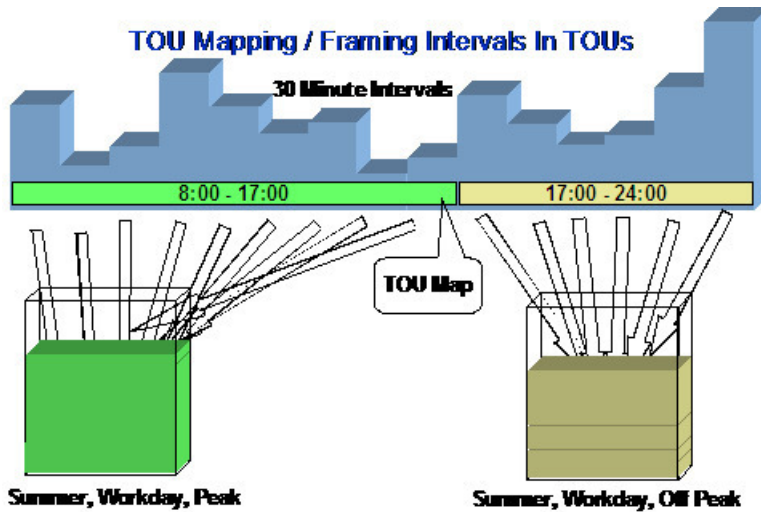 TOU Mapping / Framing Intervals In TOUs
30 Minute Intervals
8:00 - 17:00
17:00 - 24:00
TOU Map
Summer, Workday, Peak
Summer, Workday, Off Peak